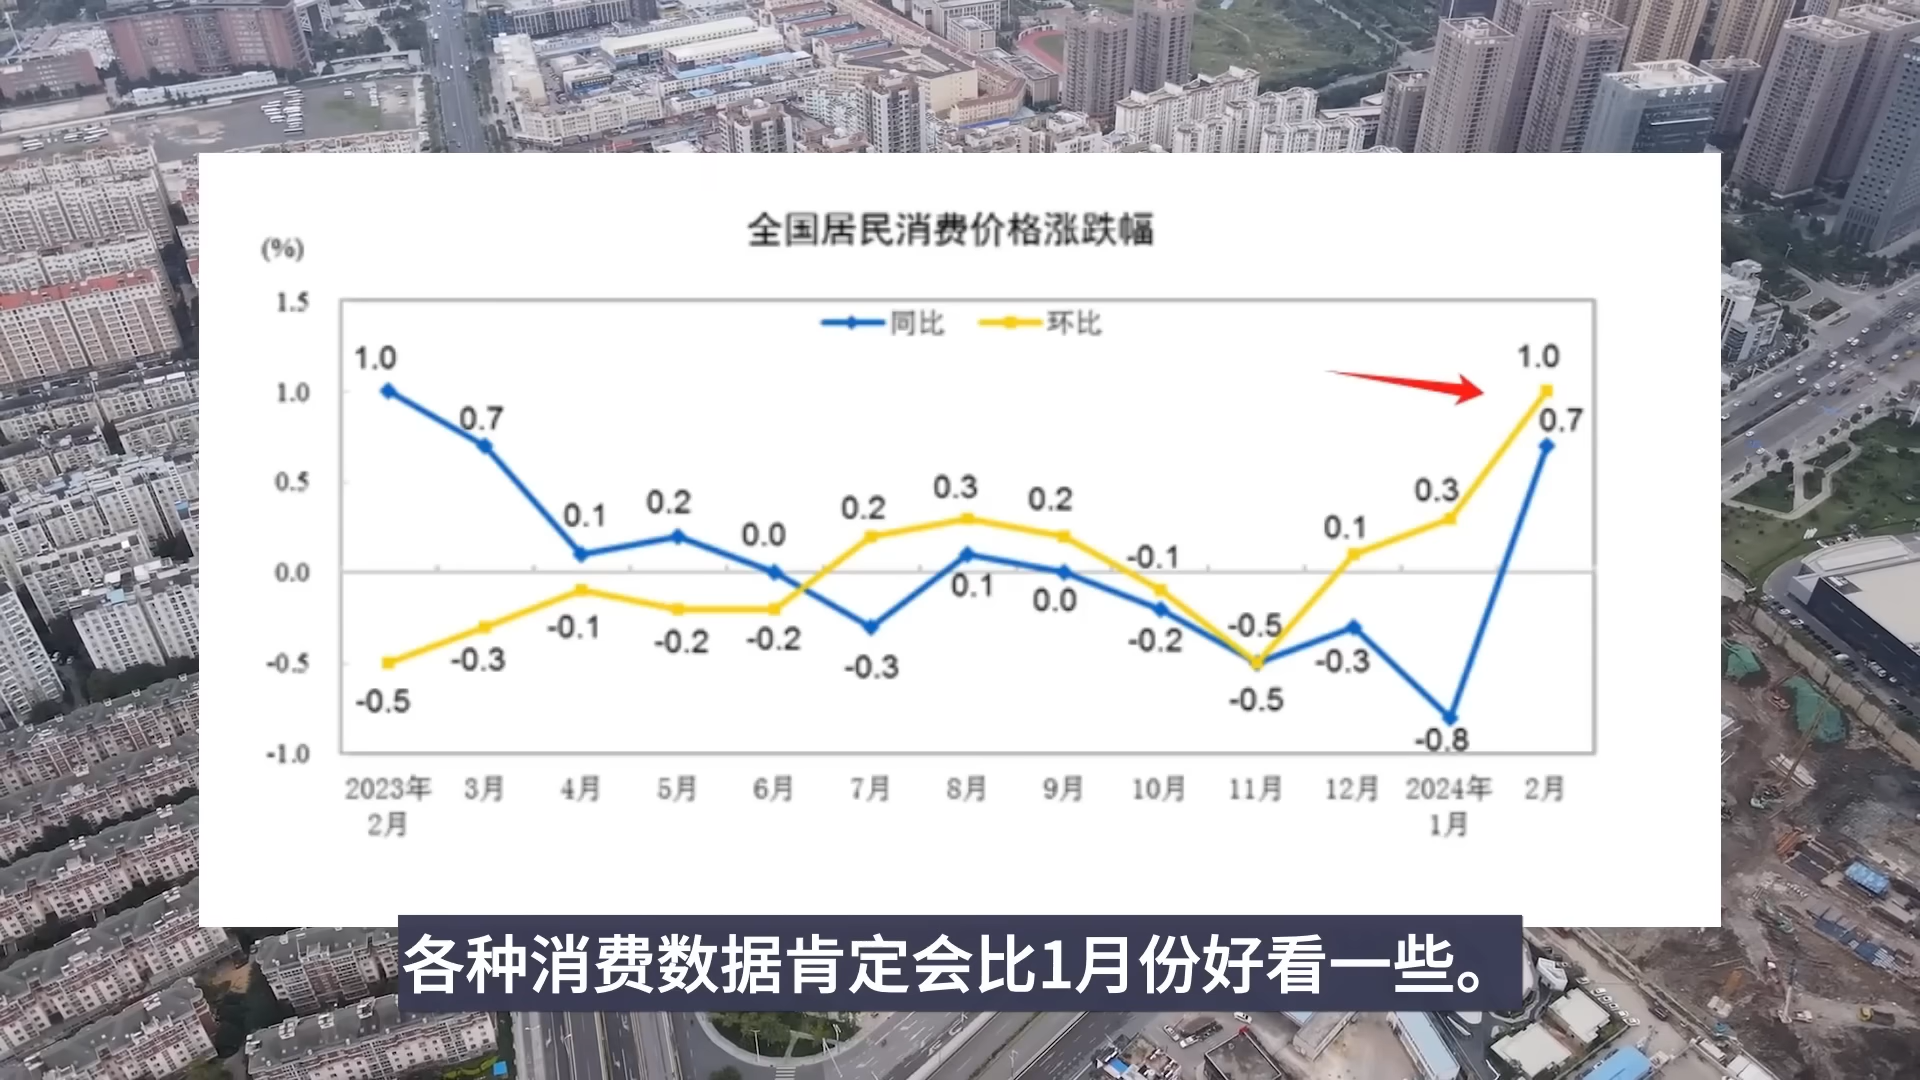 全国居民消费价格涨跌幅
(%)
同比 环比
1.5
1.0
0.5
0.0
-0.5
-1.0
1.0 0.7 0.1 0.2 0.0 -0.3 0.1 0.0 -0.2 -0.5 -0.3 -0.8 0.7
-0.5 -0.3 -0.1 -0.2 -0.2 0.2 0.3 0.2 -0.1 -0.5 0.1 0.3 1.0
2023年 3月 4月 5月 6月 7月 8月 9月 10月 11月 12月 2024年 2月
2月 1月
各种消费数据肯定会比1月份好看一些。